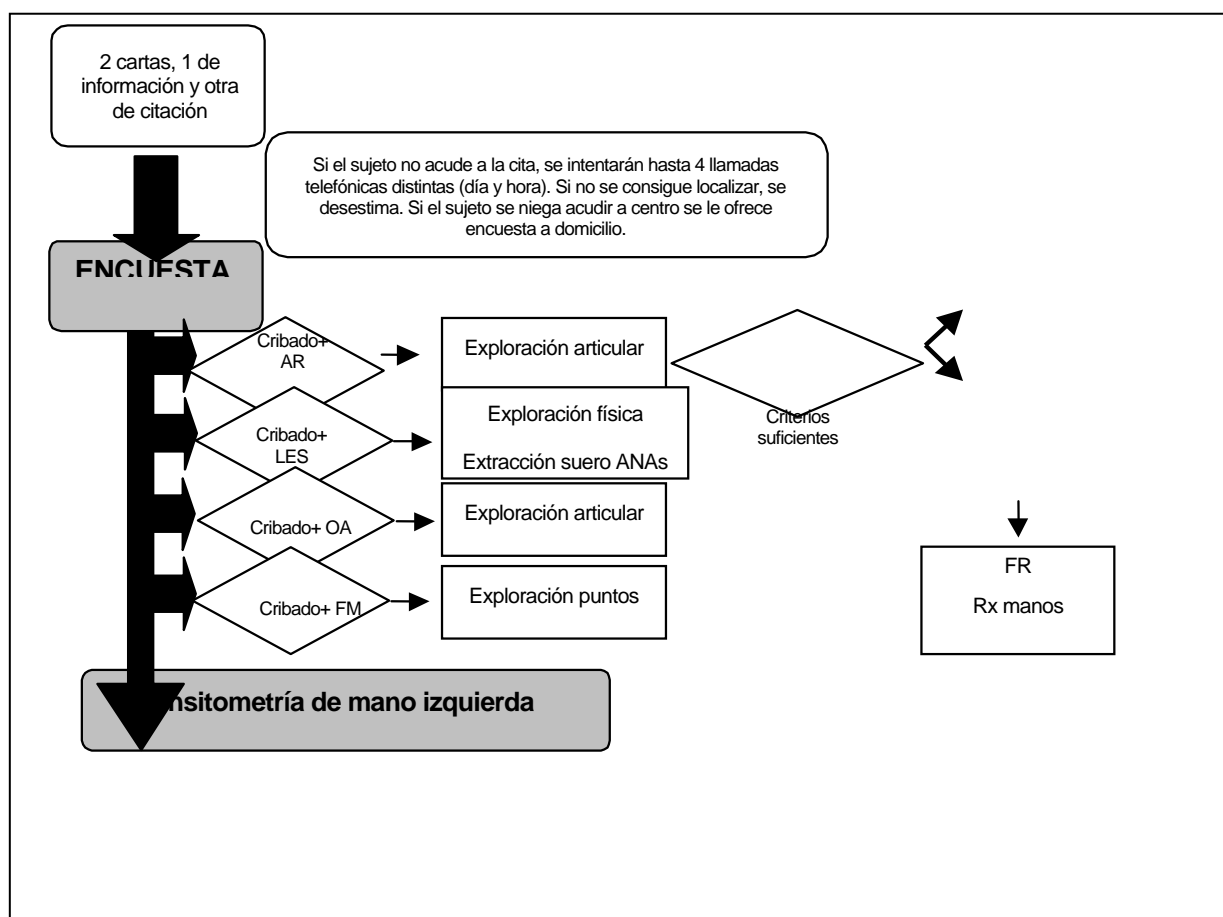 2 cartas, 1 de
información y otra
de citación
Si el sujeto no acude a la cita, se intentarán hasta 4 llamadas
telefónicas distintas (día y hora). Si no se consigue localizar, se
desestima. Si el sujeto se niega acudir a centro se le ofrece
encuesta a domicilio.
ENCUESTA
Cribado+
AR
Exploración articular
Criterios
suficientes
Cribado+
LES
Exploración física
Extracción suero ANAs
Cribado+ OA
Exploración articular
FR
Rx manos
Cribado+ FM
Exploración puntos
nsitometría de mano izquierda